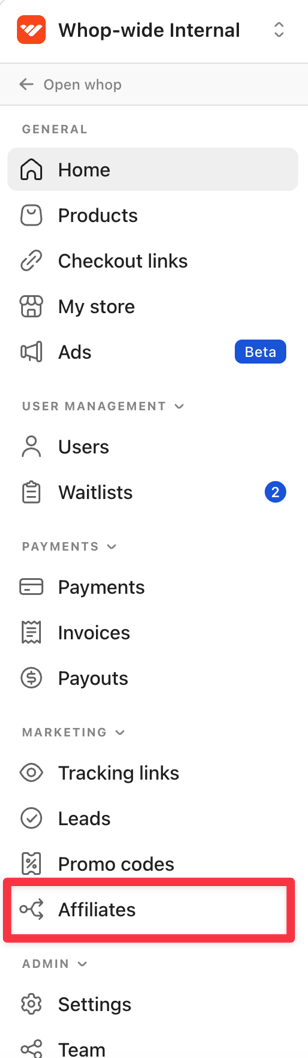 Whop-wide Internal
Open whop
GENERAL
Home
Products
Checkout links
My store
Ads Beta
USER MANAGEMENT
Users
Waitlists 2
PAYMENTS
Payments
Invoices
Payouts
MARKETING
Tracking links
Leads
Promo codes
Affiliates
ADMIN
Settings
Team